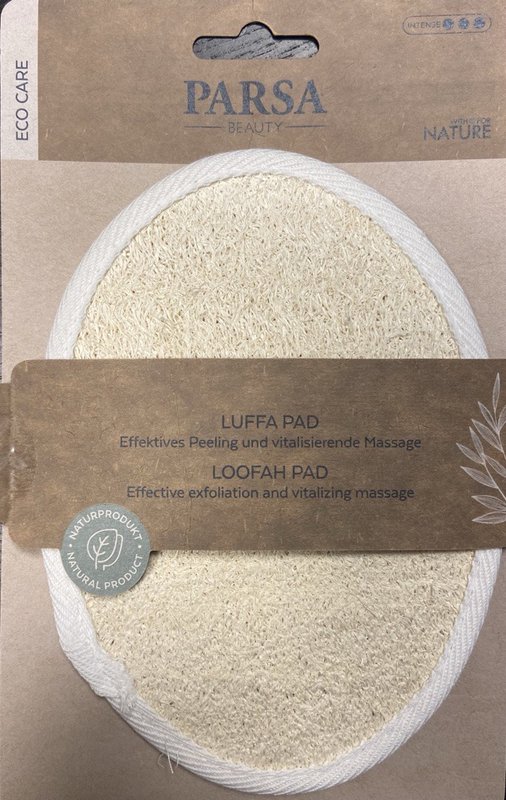 ECO CARE
INTENSE
PARSA
BEAUTY
NATURE
LUFFA PAD
Effektives Peeling und vitalisierende Massage
LOOFAH PAD
Effective exfoliation and vitalizing massage
NATURPRODUKT
NATURAL PRODUCT